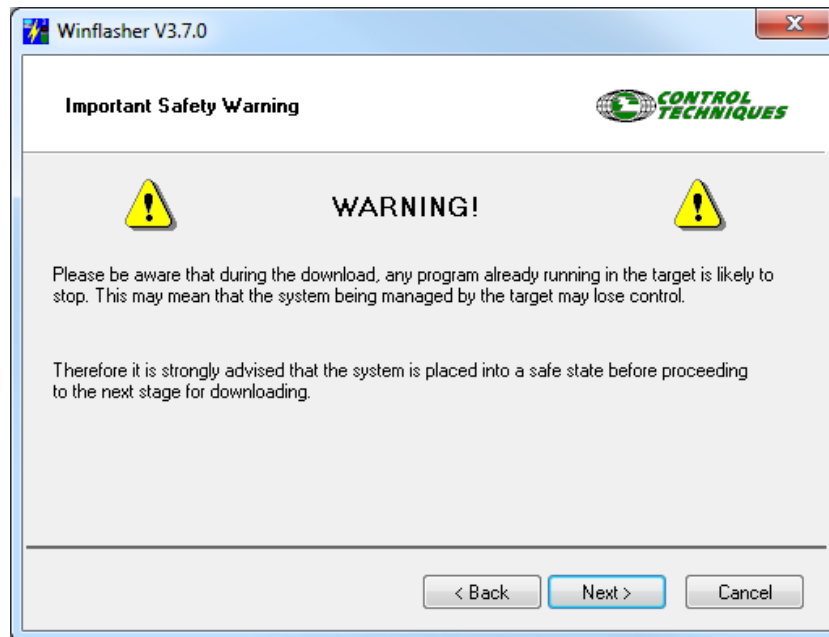 Winflasher V3.7.0
Important Safety Warning
CONTROL
TECHNIQUES
WARNING!
Please be aware that during the download, any program already running in the target is likely to
stop. This may mean that the system being managed by the target may lose control.
Therefore it is strongly advised that the system is placed into a safe state before proceeding
to the next stage for downloading.
< Back
Next >
Cancel